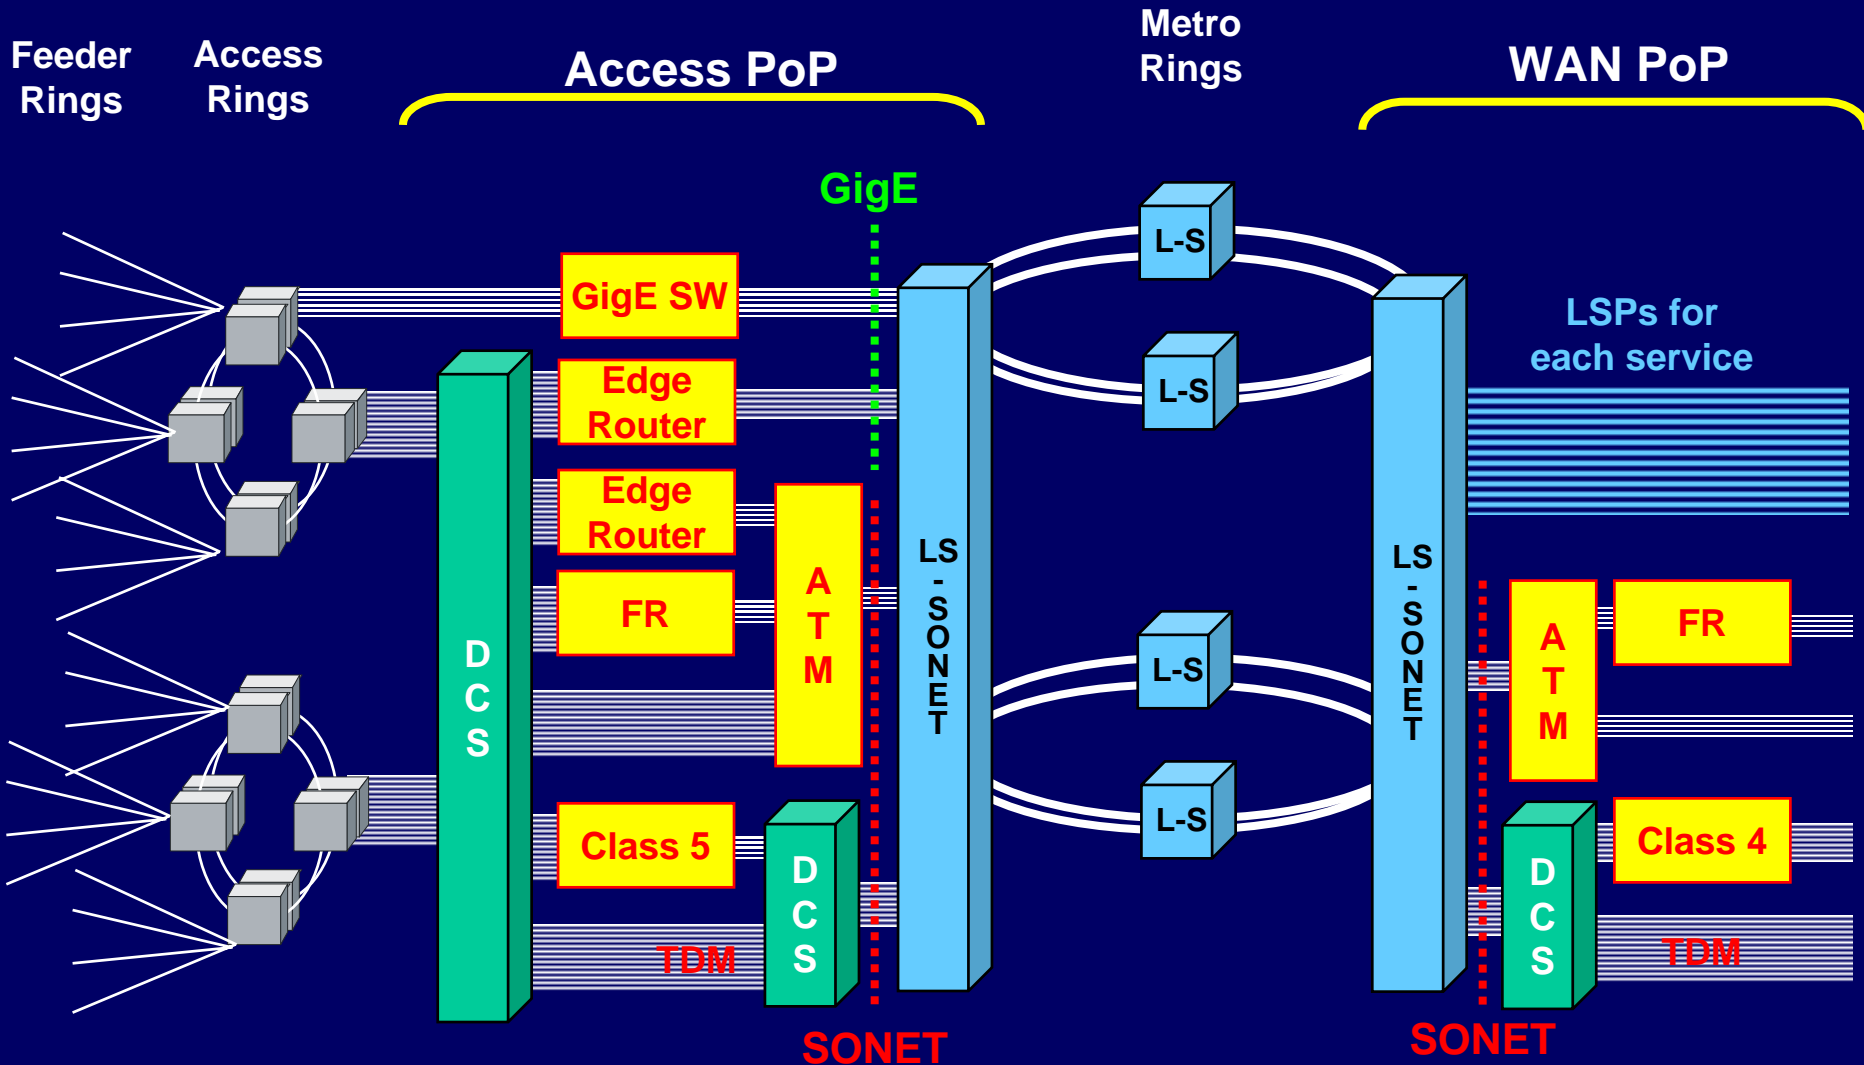 Feeder
Rings
Access
Rings
Access PoP
Metro
Rings
WAN PoP
GigE
GigE SW
Edge
Router
Edge
Router
FR
A
T
M
D
C
S
Class 5
D
C
S
TDM
SONET
LS
-
S
O
N
E
T
L-S
L-S
L-S
L-S
LS
-
S
O
N
E
T
LSPs for
each service
A
T
M
FR
D
C
S
Class 4
TDM
SONET